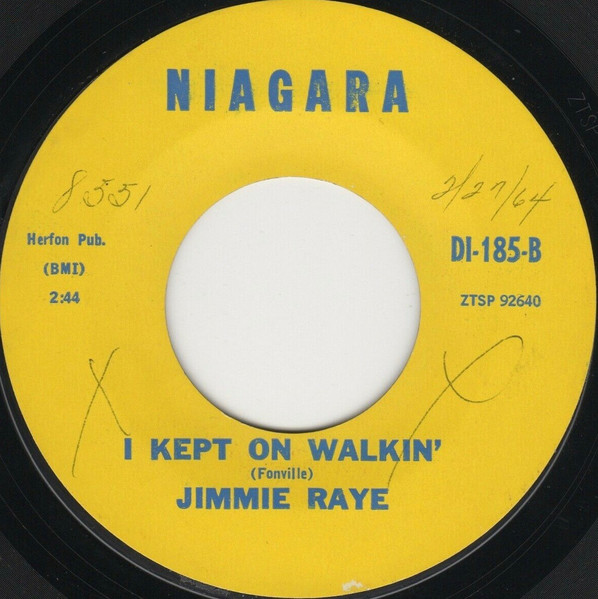 NIAGARA
8551
2/27/64
Herfon Pub.
(BMI)
2:44
DI-185-B
ZTSP 92640
I KEPT ON WALKIN'
(Fonville)
JIMMIE RAYE
ZTSP